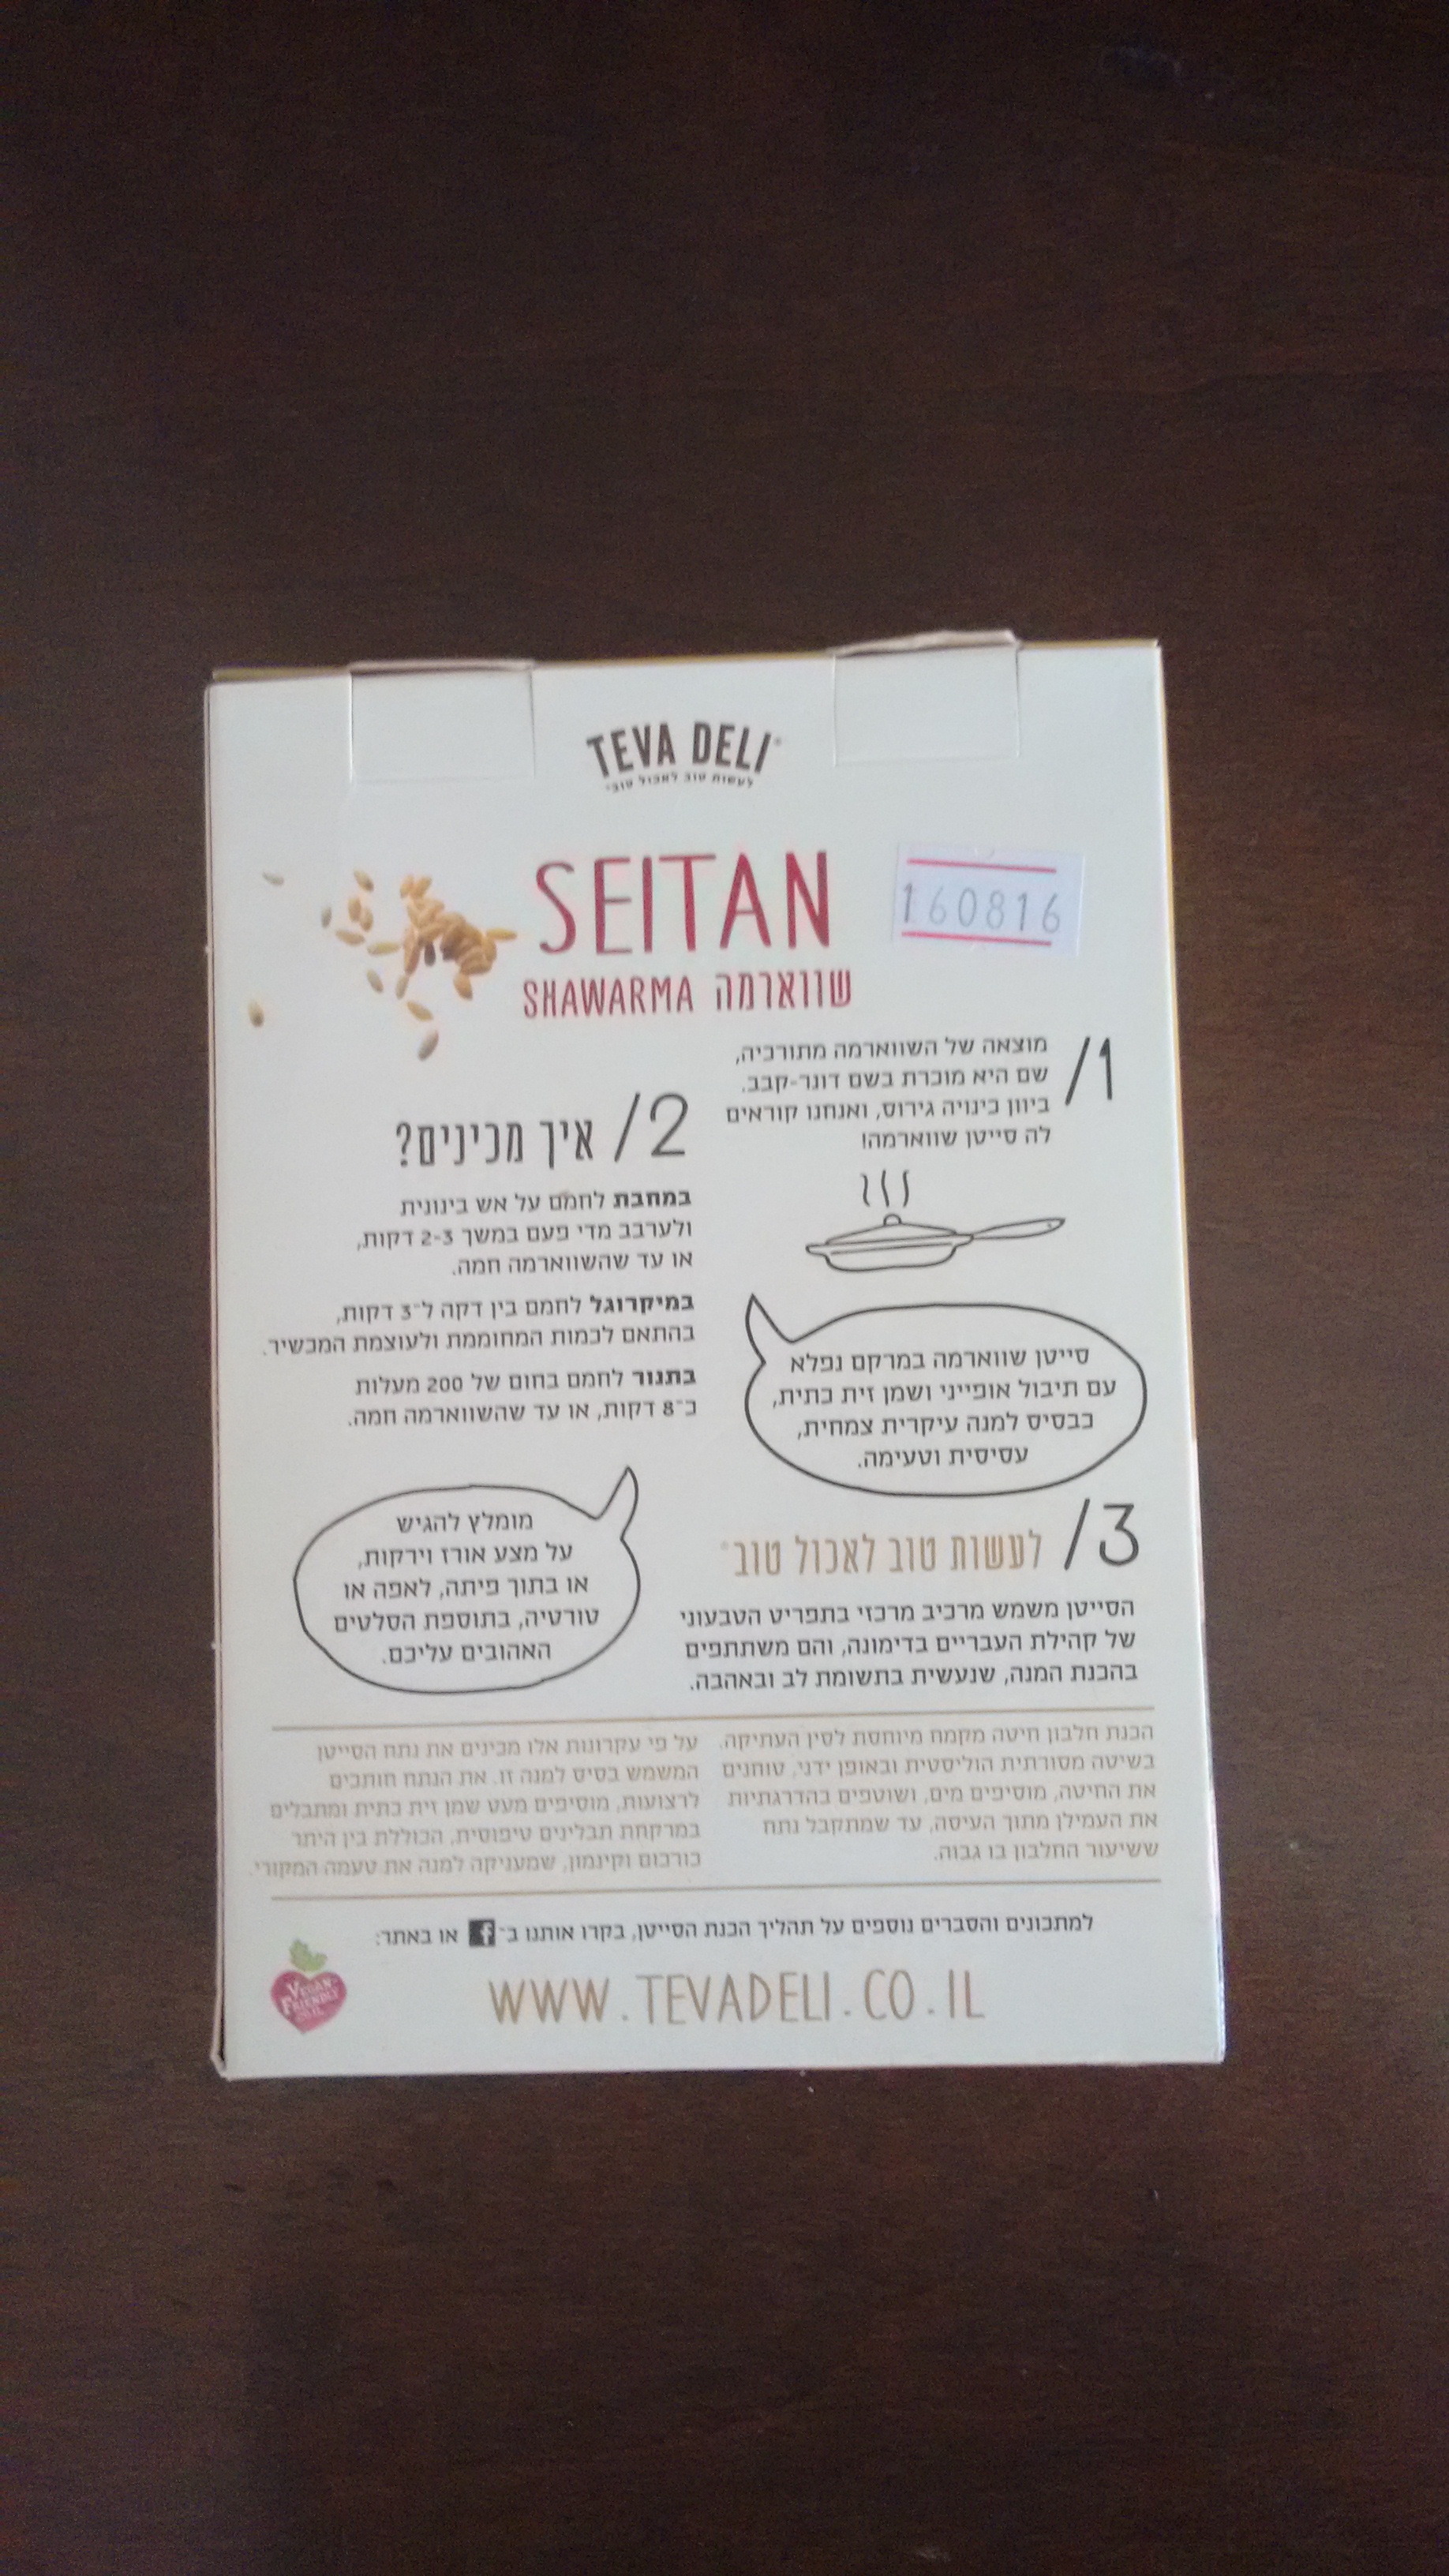 TEVA DELI
לעשות טוב לאכול טוב
SEITAN
160816
SHAWARMA שווארמה
1/
מוצאה של השווארמה מתורכיה,
שם היא מוכרת בשם דונר-קבב.
ביוון כינויה גירוס, ואנחנו קוראים
לה סייטן שווארמה!
2/ איך מכינים?
במחבת לחמם על אש בינונית
ולערבב מדי פעם במשך 2-3 דקות,
או עד שהשווארמה חמה.
במיקרוגל לחמם בין דקה ל־3 דקות,
בהתאם לכמות המחוממת ולעוצמת המכשיר.
בתנור לחמם בחום של 200 מעלות
כ־8 דקות, או עד שהשווארמה חמה.
סייטן שווארמה במרקם נפלא
עם תיבול אופייני ושמן זית כתית,
כבסיס למנה עיקרית צמחית,
עסיסית וטעימה.
מומלץ להגיש
על מצע אורז וירקות,
או בתוך פיתה, לאפה או
טורטיה, בתוספת הסלטים
האהובים עליכם.
3/ לעשות טוב לאכול טוב
הסייטן משמש מרכיב מרכזי בתפריט הטבעוני
של קהילת העבריים בדימונה, והם משתתפים
בהכנת המנה, שנעשית בתשומת לב ובאהבה.
הכנת חלבון חיטה מקמח מיוחסת לסין העתיקה.
בשיטה מסורתית הוליסטית ובאופן ידני, טוחנים
את החיטה, מוסיפים מים, ושוטפים בהדרגתיות
את העמילן מתוך העיסה, עד שמתקבל נתח
ששיעור החלבון בו גבוה.
על פי עקרונות אלו מכינים את נתח הסייטן
המשמש בסיס למנה זו. את הנתח חותכים
לרצועות, מוסיפים מעט שמן זית כתית ומתבלים
במרקחת תבלינים טיפוסית, הכוללת בין היתר
כורכום וקינמון, שמעניקה למנה את טעמה המקורי.
למתכונים והסברים נוספים על תהליך הכנת הסייטן, בקרו אותנו ב־f או באתר:
WWW.TEVADELI.CO.IL
VEGAN-
FRIENDLY
CO.IL